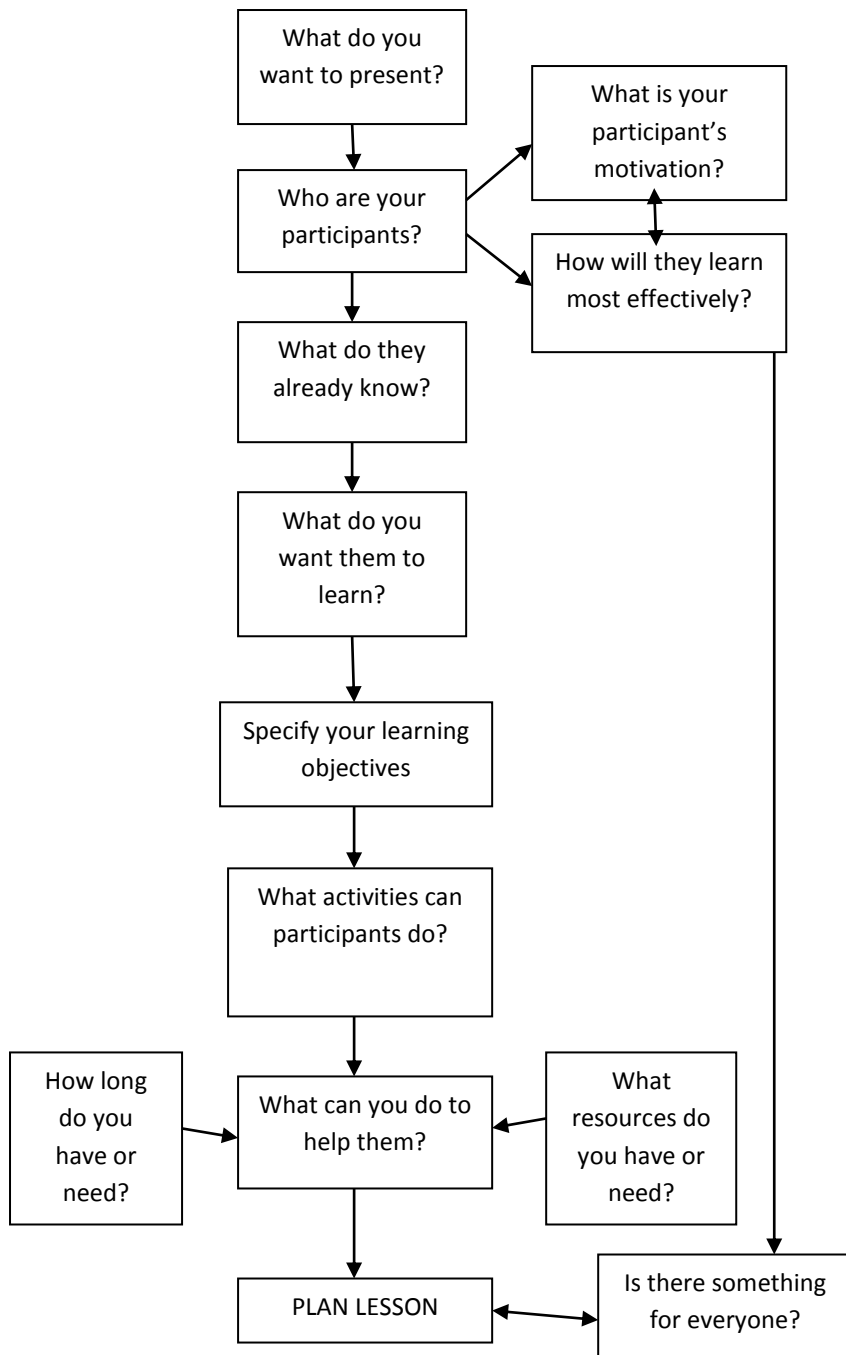 What do you
want to present?
What is your
participant's
motivation?
Who are your
participants?
How will they learn
most effectively?
What do they
already know?
What do you
want them to
learn?
Specify your learning
objectives
What activities can
participants do?
How long
do you
have or
need?
What can you do to
help them?
What
resources do
you have or
need?
PLAN LESSON
Is there something
for everyone?